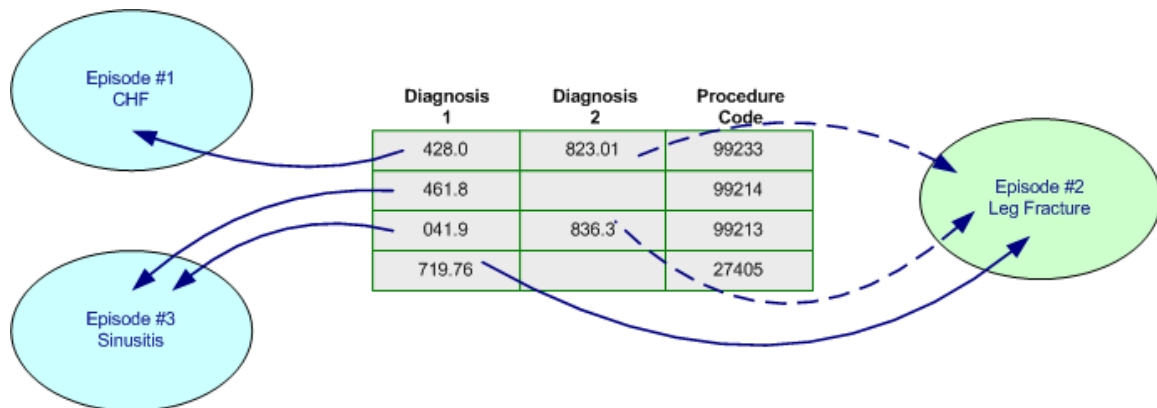 Episode #1
CHF
Diagnosis 1
Diagnosis 2
Procedure Code
428.0 823.01 99233
461.8 99214
041.9 836.3 99213
719.76 27405
Episode #2
Leg Fracture
Episode #3
Sinusitis